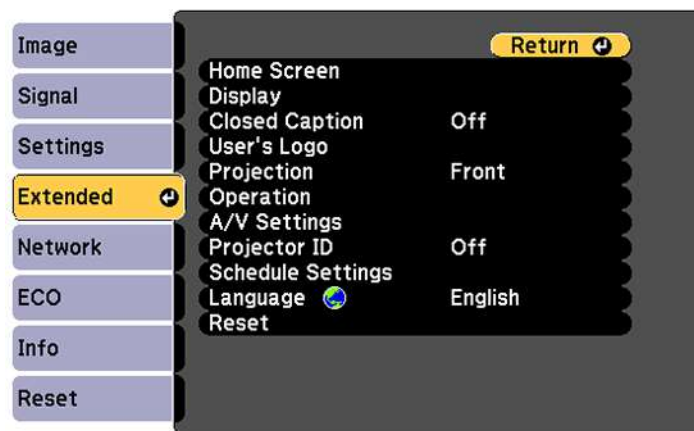 Image
Signal
Settings
Extended
Network
ECO
Info
Reset
Return
Home Screen
Display
Closed Caption Off
User's Logo
Projection Front
Operation
A/V Settings
Projector ID Off
Schedule Settings
Language English
Reset